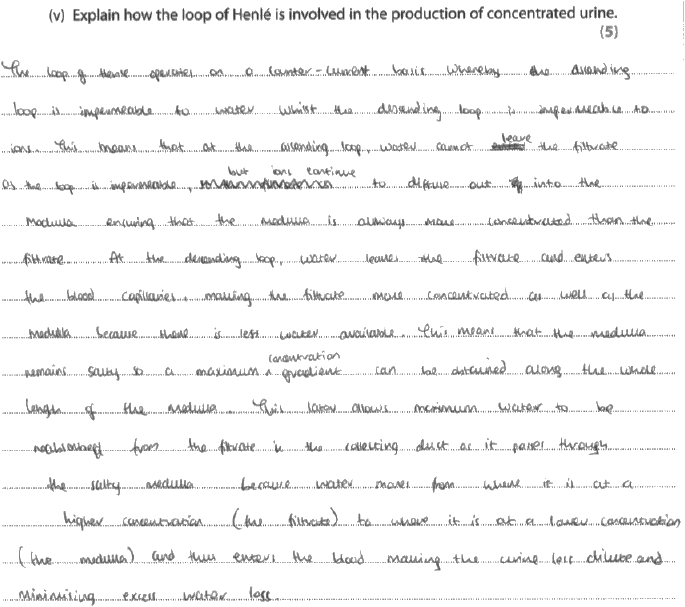 (v) Explain how the loop of Henlé is involved in the production of concentrated urine.
(5)
The loop of Henle operates on a counter-current basis whereby the ascending
loop is impermeable to water whilst the descending loop is impermeable to
ions. This means that at the ascending loop, water cannot leave the filtrate
as the loop is impermeable, but ions continue to diffuse out into the
medulla ensuring that the medulla is always more concentrated than the
filtrate. At the descending loop, water leaves the filtrate and enters
the blood capillaries, making the filtrate more concentrated as well as the
medulla because there is less water available. This means that the medulla
remains salty so a maximum concentration gradient can be obtained along the whole
length of the medulla. This later allows maximum water to be
reabsorbed from the filtrate in the collecting duct as it passes through
the salty medulla because water moves from where it is at a
higher concentration (the filtrate) to where it is at a lower concentration
(the medulla) and thus enters the blood making the urine less dilute and
minimising excess water loss.